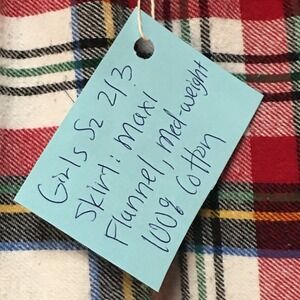 Girls Sz 2/3
Skirt: Maxi
Flannel, med-weight
100% Cotton